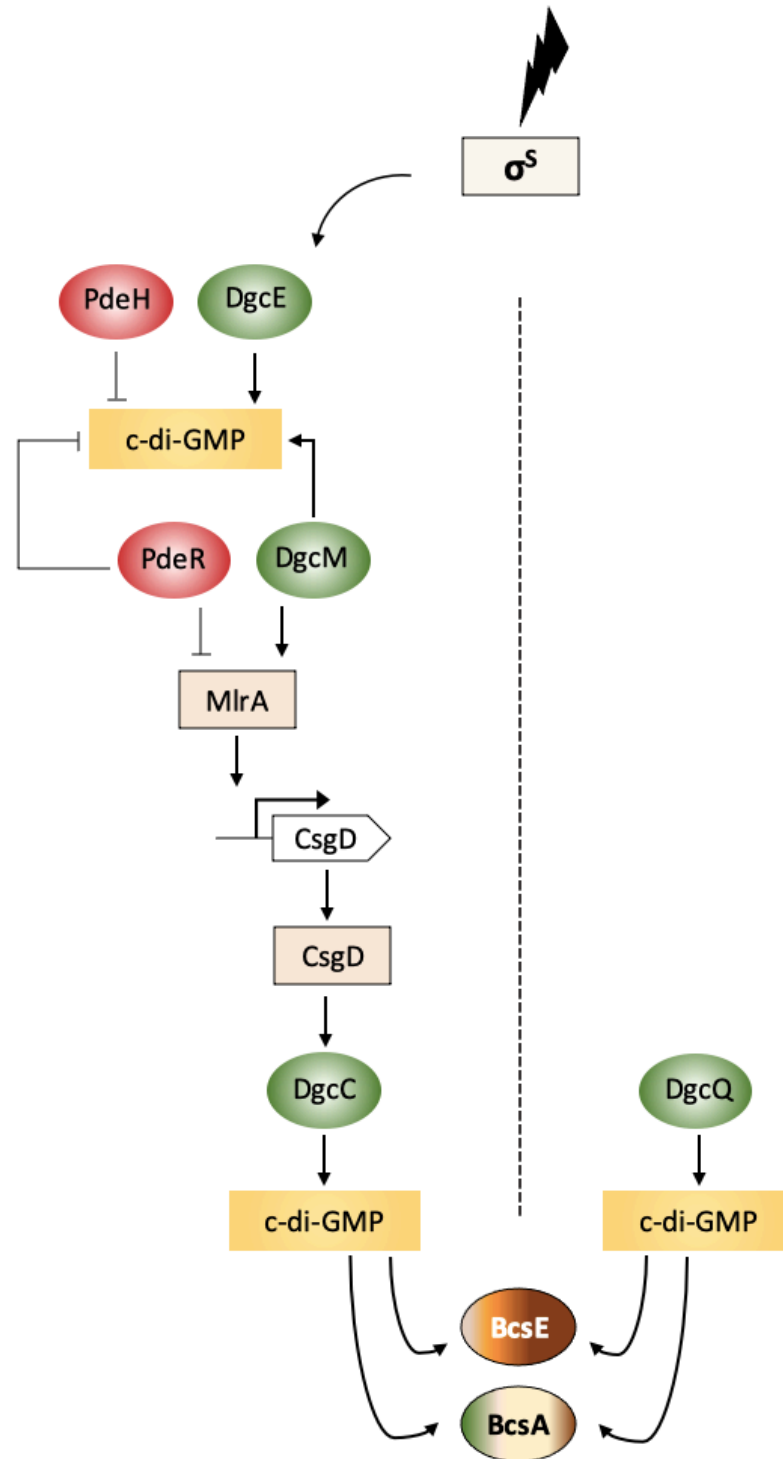 σˢ
PdeH
DgcE
c-di-GMP
PdeR
DgcM
MlrA
CsgD
CsgD
DgcC
DgcQ
c-di-GMP
c-di-GMP
BcsE
BcsA